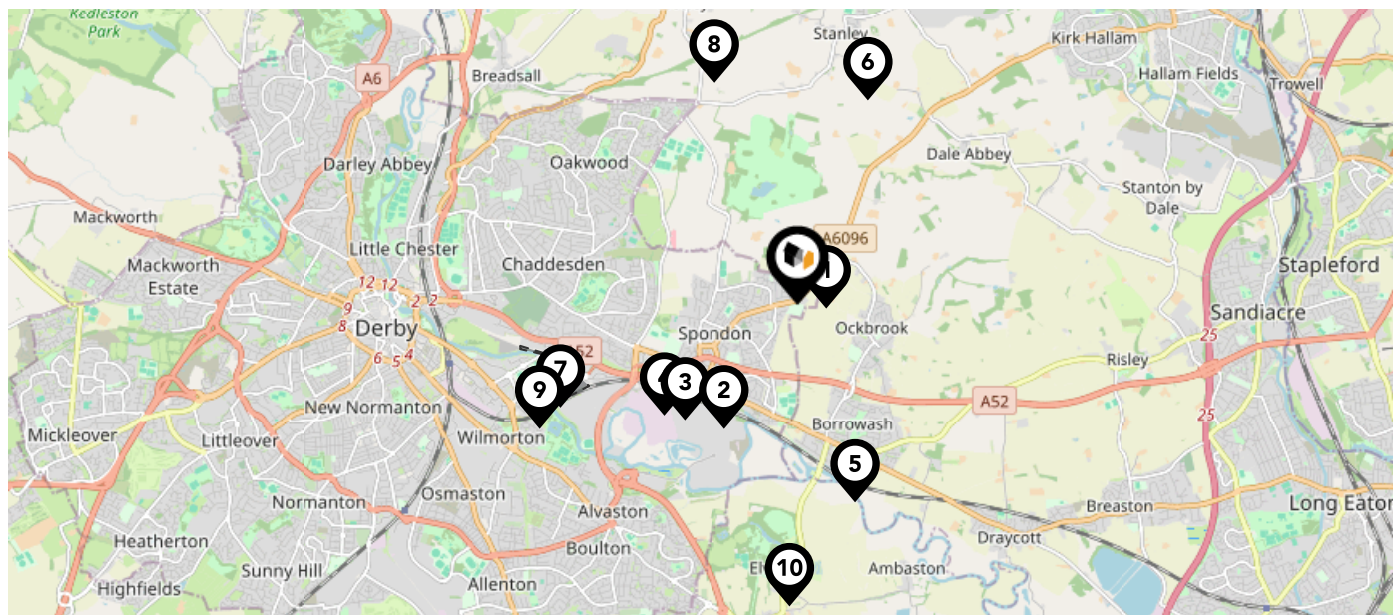 Kedleston
Park
8
Stanley
6
Kirk Hallam
A6
Breadsall
Hallam Fields
Trowell
Darley Abbey
Oakwood
Dale Abbey
Stanton by
Dale
Mackworth
A6096
Little Chester
Mackworth
Estate
Chaddesden
1
Stapleford
12 12
2 2
9
8
Derby
6 5 4
Spondon
Ockbrook
Sandiacre
25
52
7
9
3
2
Risley
A52
25
New Normanton
Mickleover
Littleover
Wilmorton
Borrowash
5
Osmaston
Normanton
Alvaston
Breaston
Long Eaton
Draycott
Heatherton
Boulton
10
El
Ambaston
Sunny Hill
Highfields
Allenton